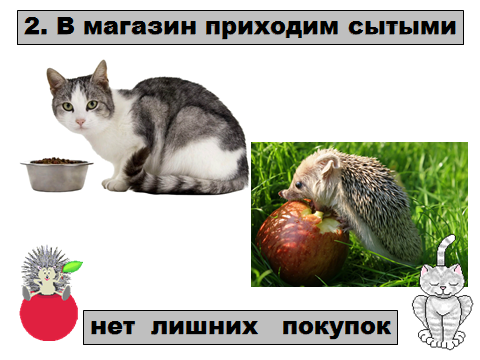 2. В магазин приходим сытыми
нет лишних покупок